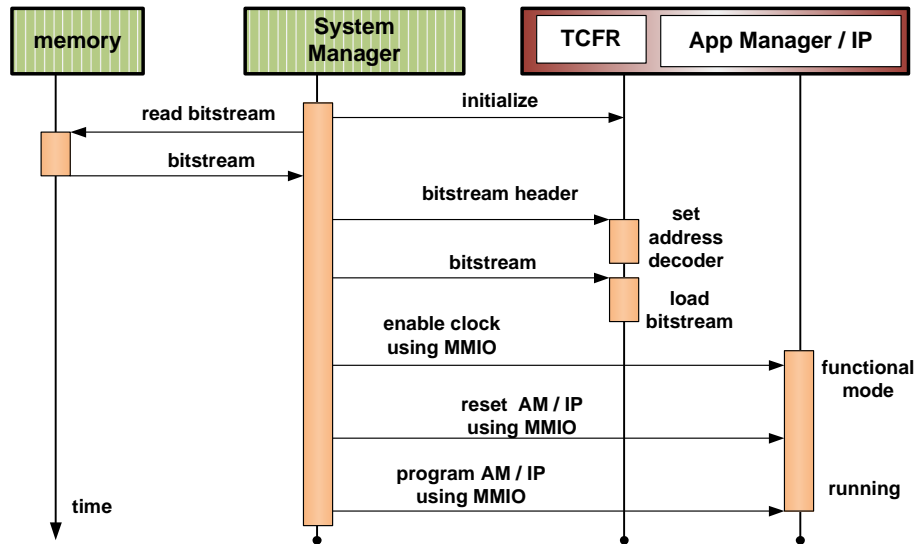 memory
System
Manager
TCFR
App Manager / IP
initialize
read bitstream
bitstream
bitstream header
set
address
decoder
bitstream
load
bitstream
enable clock
using MMIO
functional
mode
reset AM / IP
using MMIO
program AM / IP
using MMIO
running
time